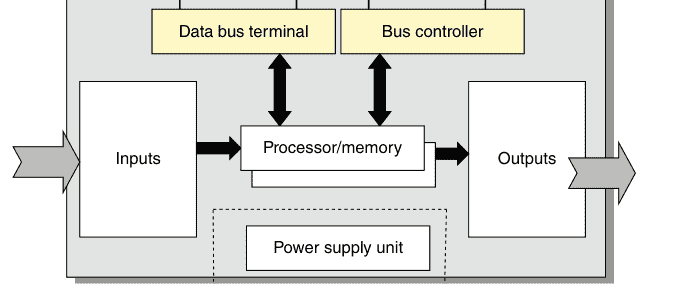 Data bus terminal
Bus controller
Inputs
Processor/memory
Outputs
Power supply unit